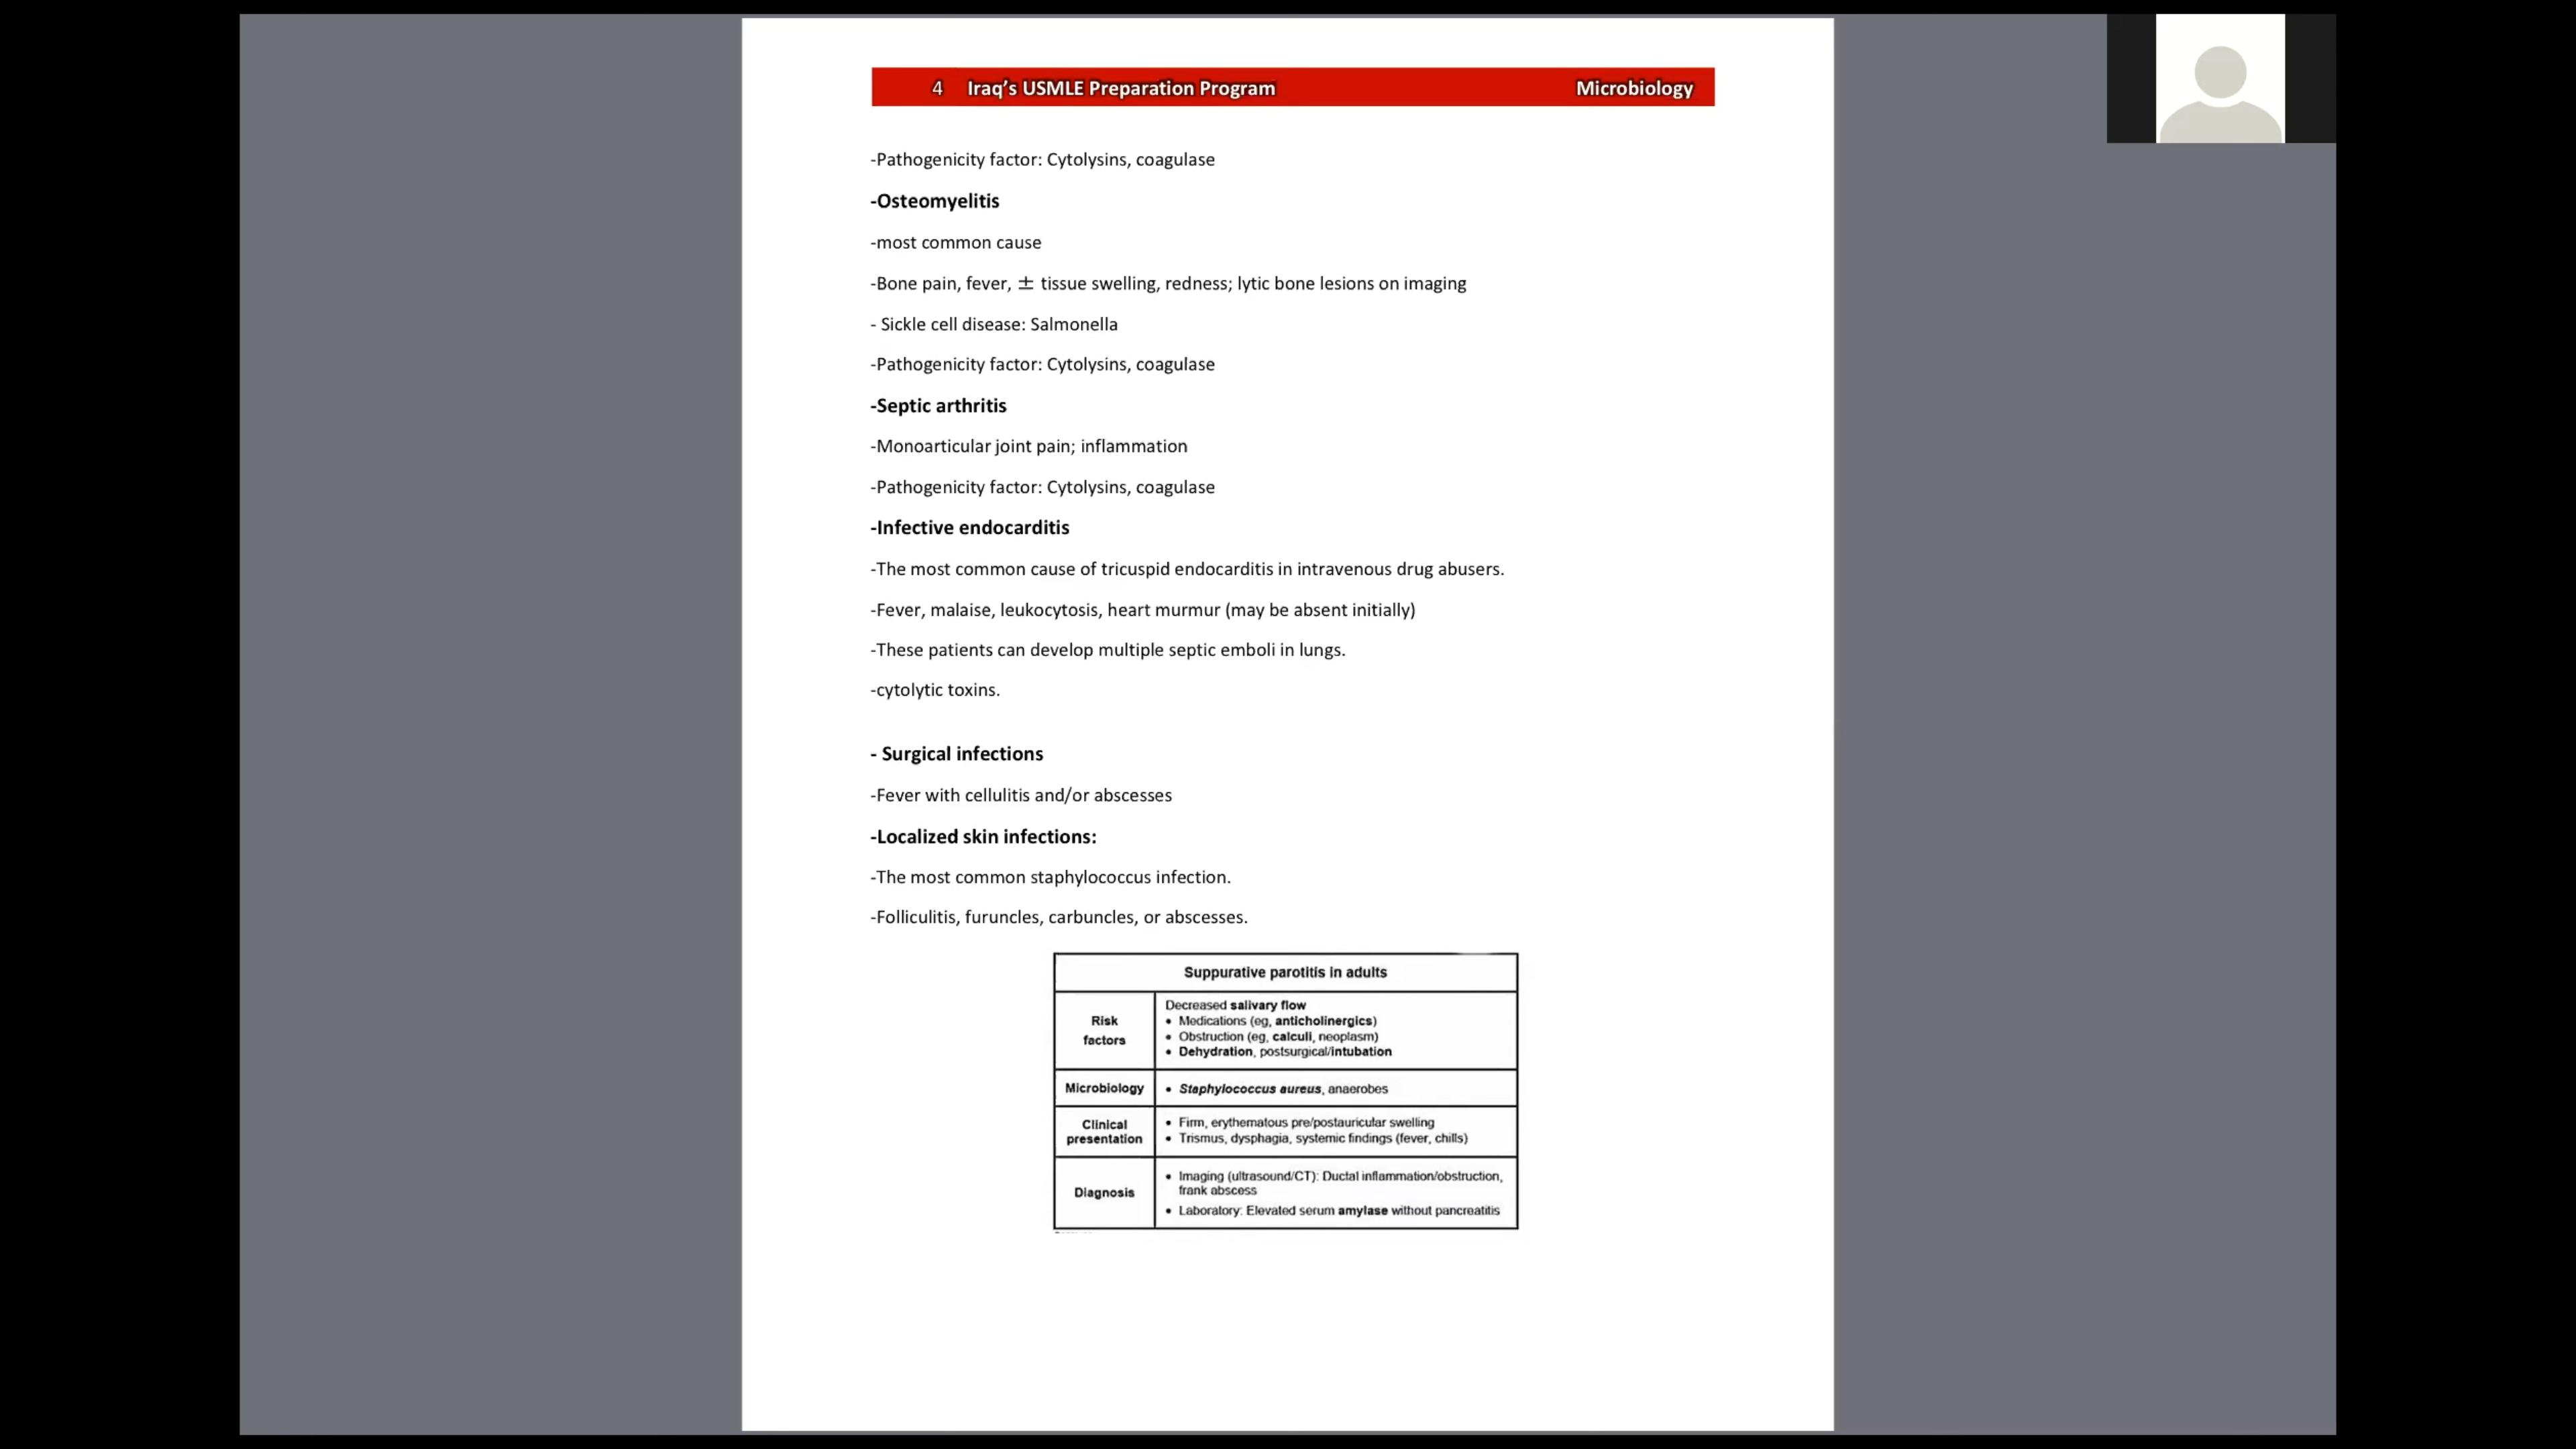 4 Iraq's USMLE Preparation Program Microbiology
-Pathogenicity factor: Cytolysins, coagulase
-Osteomyelitis
-most common cause
-Bone pain, fever, ± tissue swelling, redness; lytic bone lesions on imaging
- Sickle cell disease: Salmonella
-Pathogenicity factor: Cytolysins, coagulase
-Septic arthritis
-Monoarticular joint pain; inflammation
-Pathogenicity factor: Cytolysins, coagulase
-Infective endocarditis
-The most common cause of tricuspid endocarditis in intravenous drug abusers.
-Fever, malaise, leukocytosis, heart murmur (may be absent initially)
-These patients can develop multiple septic emboli in lungs.
-cytolytic toxins.
- Surgical infections
-Fever with cellulitis and/or abscesses
-Localized skin infections:
-The most common staphylococcus infection.
-Folliculitis, furuncles, carbuncles, or abscesses.
Suppurative parotitis in adults
Risk factors
Decreased salivary flow
• Medications (eg, anticholinergics)
• Obstruction (eg, calculi, neoplasm)
• Dehydration, postsurgical/intubation
Microbiology
• Staphylococcus aureus, anaerobes
Clinical presentation
• Firm, erythematous pre/postauricular swelling
• Trismus, dysphagia, systemic findings (fever, chills)
Diagnosis
• Imaging (ultrasound/CT): Ductal inflammation/obstruction,
frank abscess
• Laboratory: Elevated serum amylase without pancreatitis